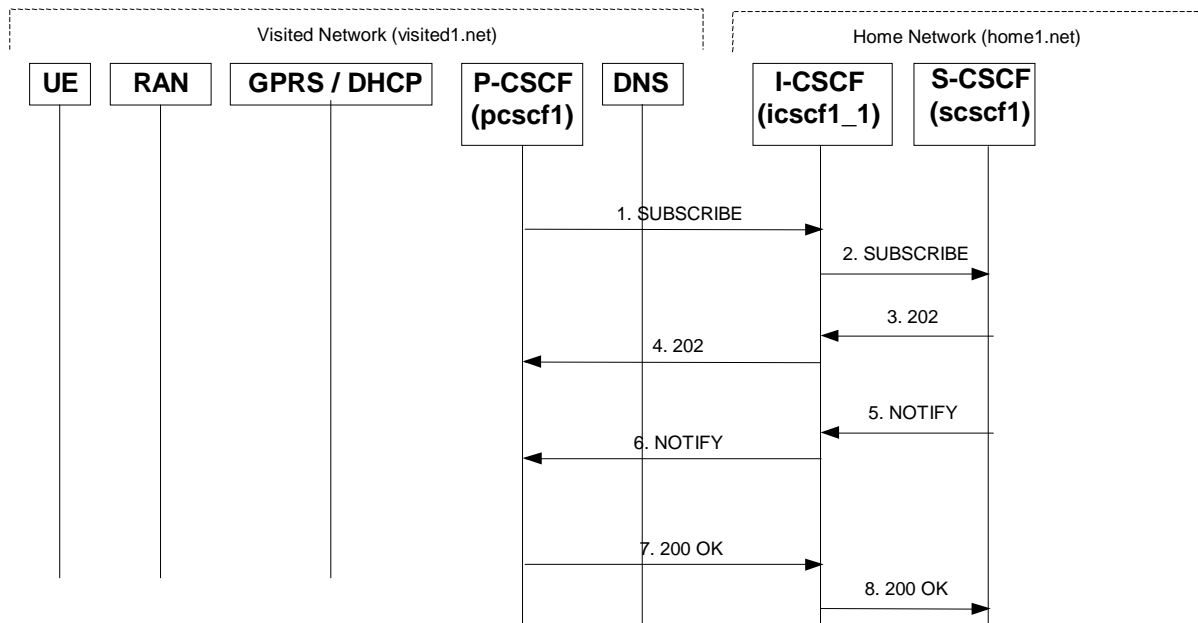 Visited Network (visited1.net)
Home Network (home1.net)
UE
RAN
GPRS / DHCP
P-CSCF
(pcscf1)
DNS
I-CSCF
(icscf1_1)
S-CSCF
(scscf1)
1. SUBSCRIBE
2. SUBSCRIBE
3. 202
4. 202
5. NOTIFY
6. NOTIFY
7. 200 OK
8. 200 OK